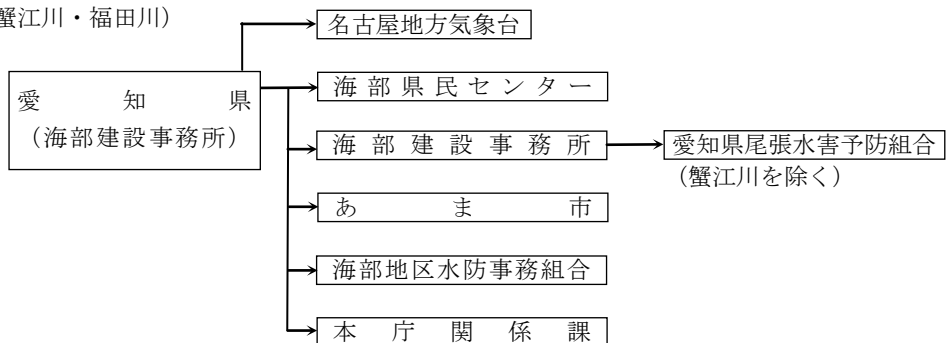 蟹江川・福田川）
名古屋地方気象台
海部県民センター
愛知県
（海部建設事務所）
海部建設事務所
愛知県尾張水害予防組合
（蟹江川を除く）
あま市
海部地区水防事務組合
本庁関係課